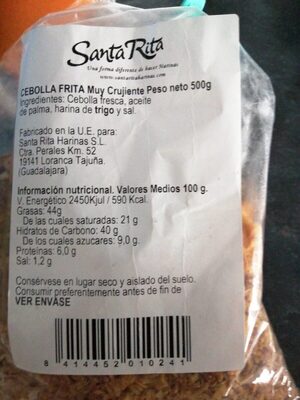 Santa Rita
Una forma diferente de hacer Harinas
www.santaritaharinas.com
CEBOLLA FRITA Muy Crujiente Peso neto 500g
Ingredientes: Cebolla fresca, aceite
de palma, harina de trigo y sal.
Fabricado en la U.E. para:
Santa Rita Harinas S.L.
Ctra. Perales Km. 52
19141 Loranca Tajuña.
(Guadalajara)
Información nutricional. Valores Medios 100 g.
V. Energético 2450Kjul / 590 Kcal.
Grasas: 44g
De las cuales saturadas: 21 g
Hidratos de Carbono: 40 g
De los cuales azucares: 9,0 g.
Proteínas: 6,0 g
Sal: 1,2 g
Consérvese en lugar seco y aislado del suelo.
Consumir preferentemente antes de fin de
VER ENVASE
8 414452 010241